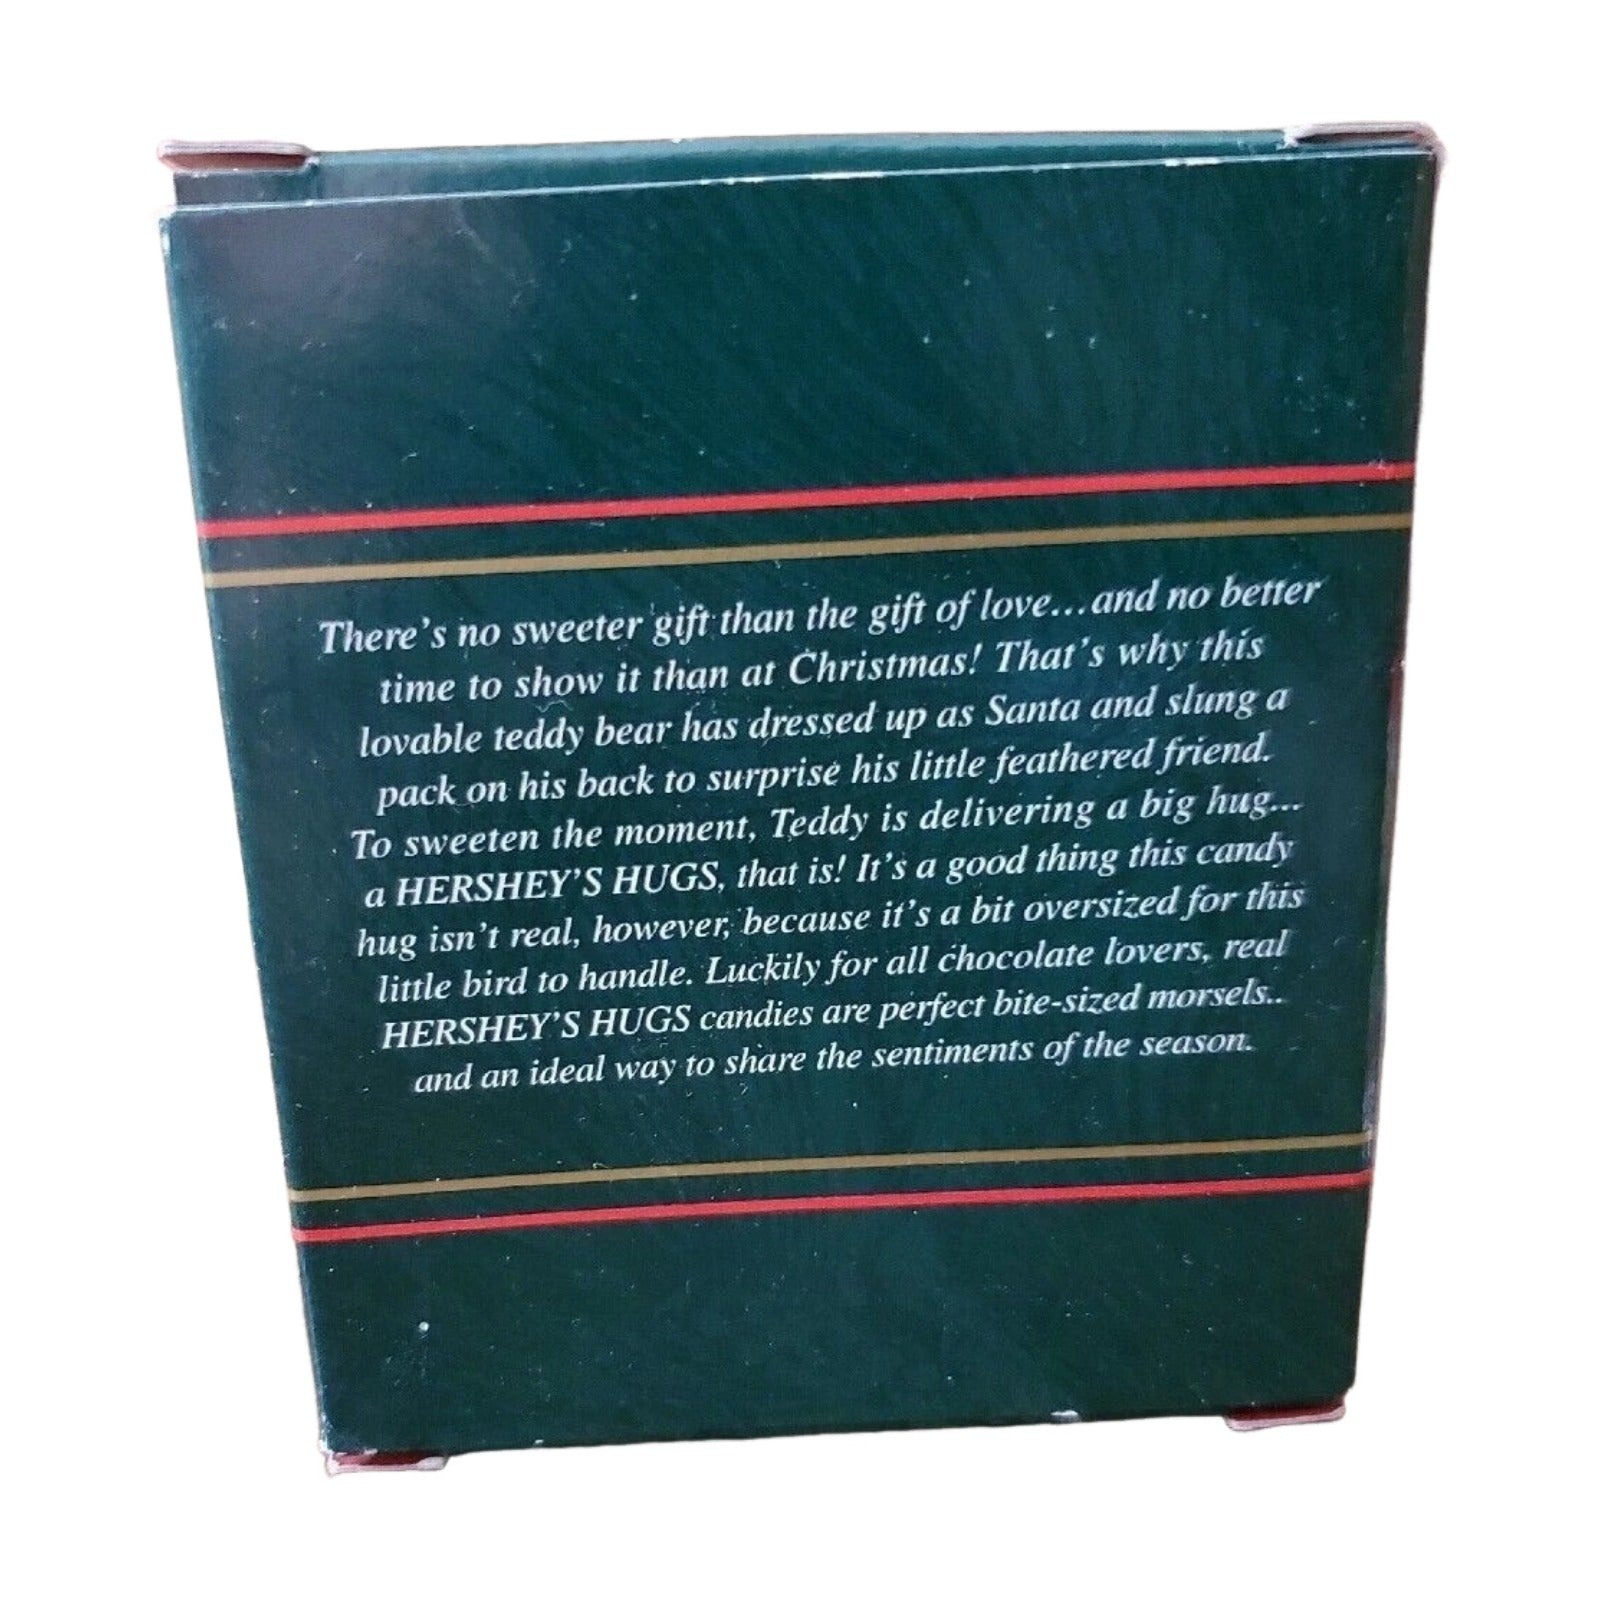 There's no sweeter gift than the gift of love...and no better
time to show it than at Christmas! That's why this
lovable teddy bear has dressed up as Santa and slung a
pack on his back to surprise his little feathered friend.
To sweeten the moment, Teddy is delivering a big hug...
a HERSHEY'S HUGS, that is! It's a good thing this candy
hug isn't real, however, because it's a bit oversized for this
little bird to handle. Luckily for all chocolate lovers, real
HERSHEY'S HUGS candies are perfect bite-sized morsels..
and an ideal way to share the sentiments of the season.